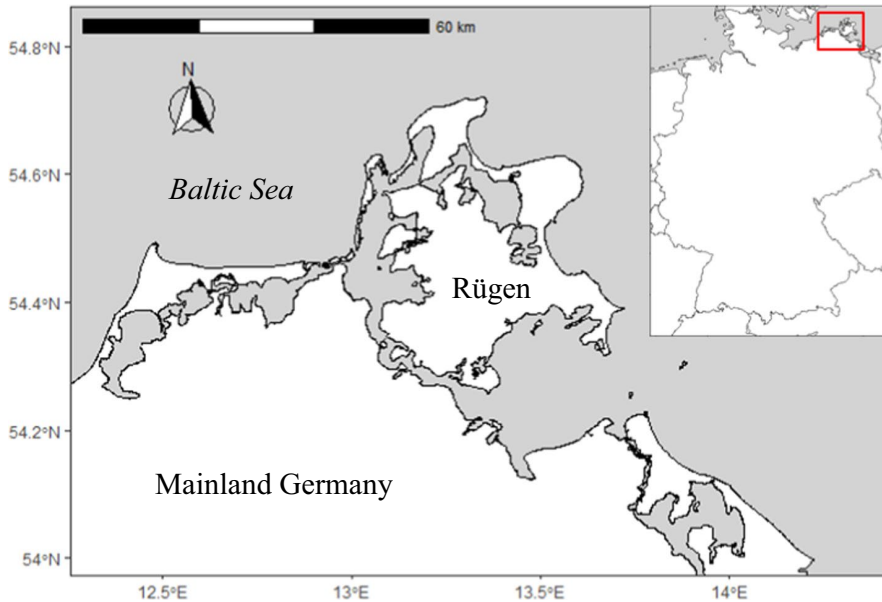 60 km
54.8°N
N
54.6°N
Baltic Sea
54.4°N
Rügen
54.2°N
Mainland Germany
54°N
12.5°E
13°E
13.5°E
14°E